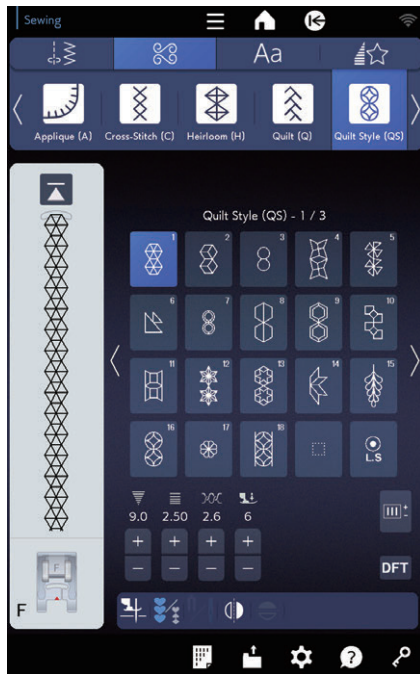 Sewing
Aa
Applique (A) Cross-Stitch (C) Heirloom (H) Quilt (Q) Quilt Style (QS)
Quilt Style (QS) - 1 / 3
1 2 3 4 5
6 7 8 9 10
11 12 13 14 15
16 17 18 L.S
9.0 2.50 2.6 6
+ + + +
- - - -
DFT
F
F
?